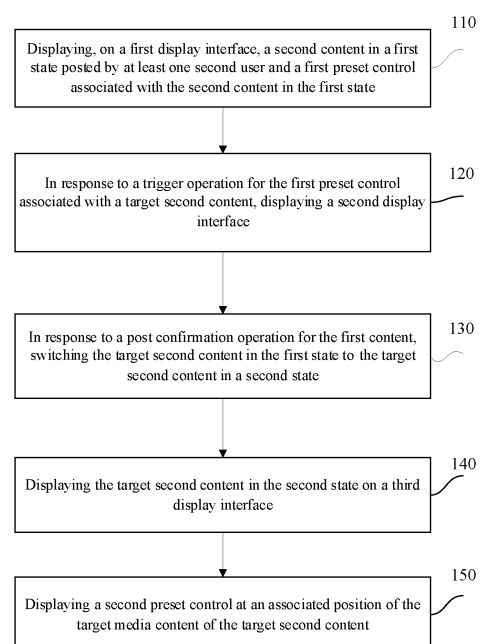 110
Displaying, on a first display interface, a second content in a first
state posted by at least one second user and a first preset control
associated with the second content in the first state
120
In response to a trigger operation for the first preset control
associated with a target second content, displaying a second display
interface
130
In response to a post confirmation operation for the first content,
switching the target second content in the first state to the target
second content in a second state
140
Displaying the target second content in the second state on a third
display interface
150
Displaying a second preset control at an associated position of the
target media content of the target second content